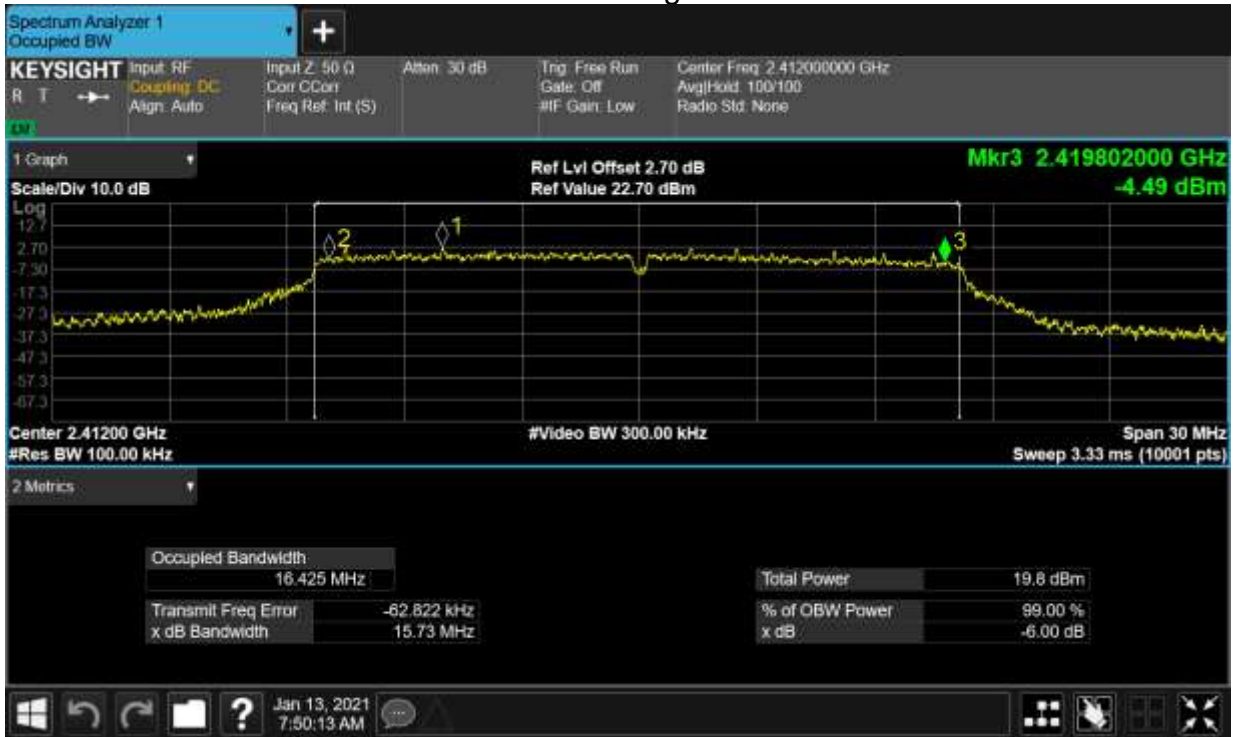 Spectrum Analyzer 1
Occupied BW
+
KEYSIGHT
R T
Input: RF
Coupling: DC
Align: Auto
Input Z: 50 Ω
Corr CCorr
Freq Ref: Int (S)
Atten: 30 dB
Trig: Free Run
Gate: Off
#IF Gain: Low
Center Freq: 2.412000000 GHz
Avg|Hold: 100/100
Radio Std: None
1 Graph
Scale/Div 10.0 dB
Ref Lvl Offset 2.70 dB
Ref Value 22.70 dBm
Mkr3 2.419802000 GHz
-4.49 dBm
Log
12.7
2.70
-7.30
-17.3
-27.3
-37.3
-47.3
-57.3
-67.3
2
1
3
Center 2.41200 GHz
#Res BW 100.00 kHz
#Video BW 300.00 kHz
Span 30 MHz
Sweep 3.33 ms (10001 pts)
2 Metrics
Occupied Bandwidth
16.425 MHz
Transmit Freq Error -62.822 kHz
x dB Bandwidth 15.73 MHz
Total Power 19.8 dBm
% of OBW Power 99.00 %
x dB -6.00 dB
?
Jan 13, 2021
7:50:13 AM